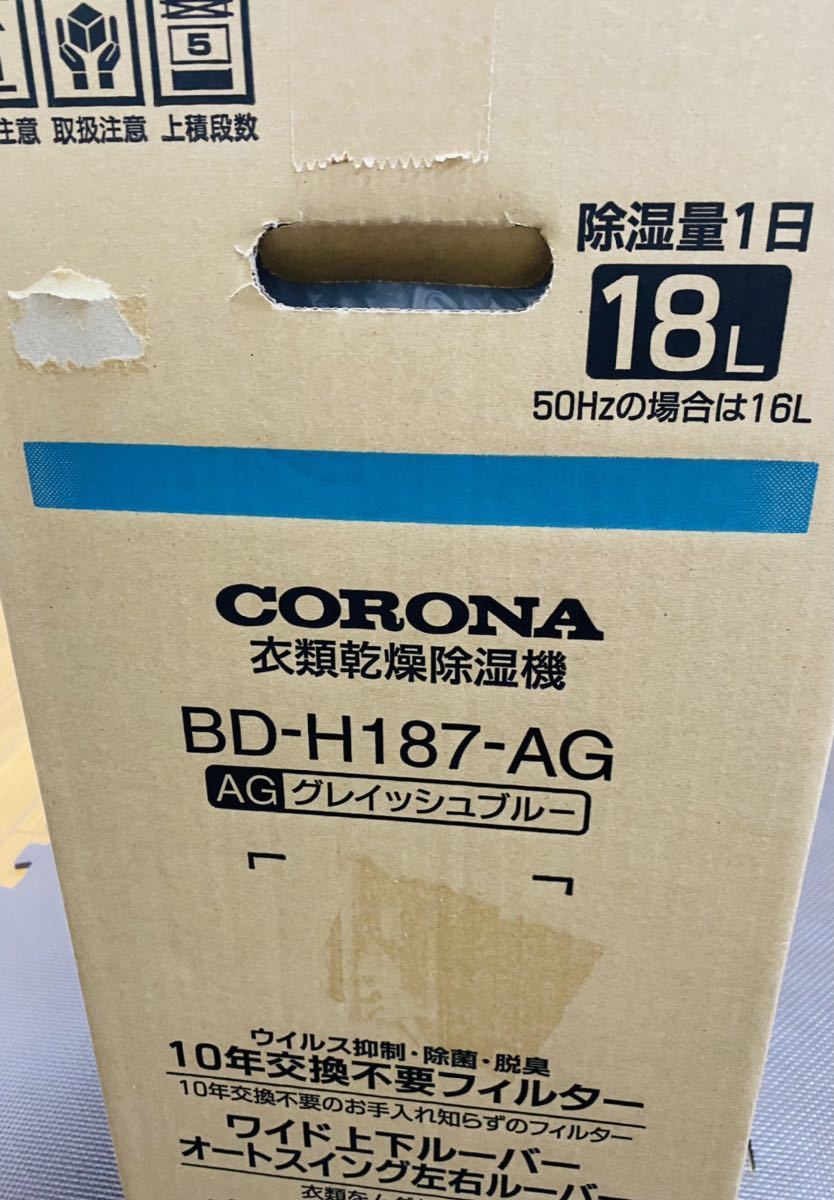 5
注意 取扱注意 上積段数
除湿量1日
18L
50Hzの場合は16L
CORONA
衣類乾燥除湿機
BD-H187-AG
AG グレイッシュブルー
ウイルス抑制・除菌・脱臭
10年交換不要フィルター
10年交換不要のお手入れ知らずのフィルター
ワイド上下ルーバー
オートスイング左右ルーバー
衣類を